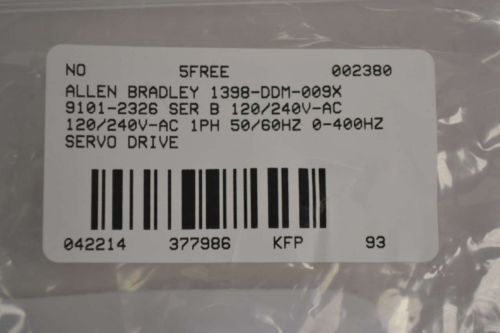 NO 5FREE 002380
ALLEN BRADLEY 1398-DDM-009X
9101-2326 SER B 120/240V-AC
120/240V-AC 1PH 50/60HZ 0-400HZ
SERVO DRIVE
042214 377986 KFP 93